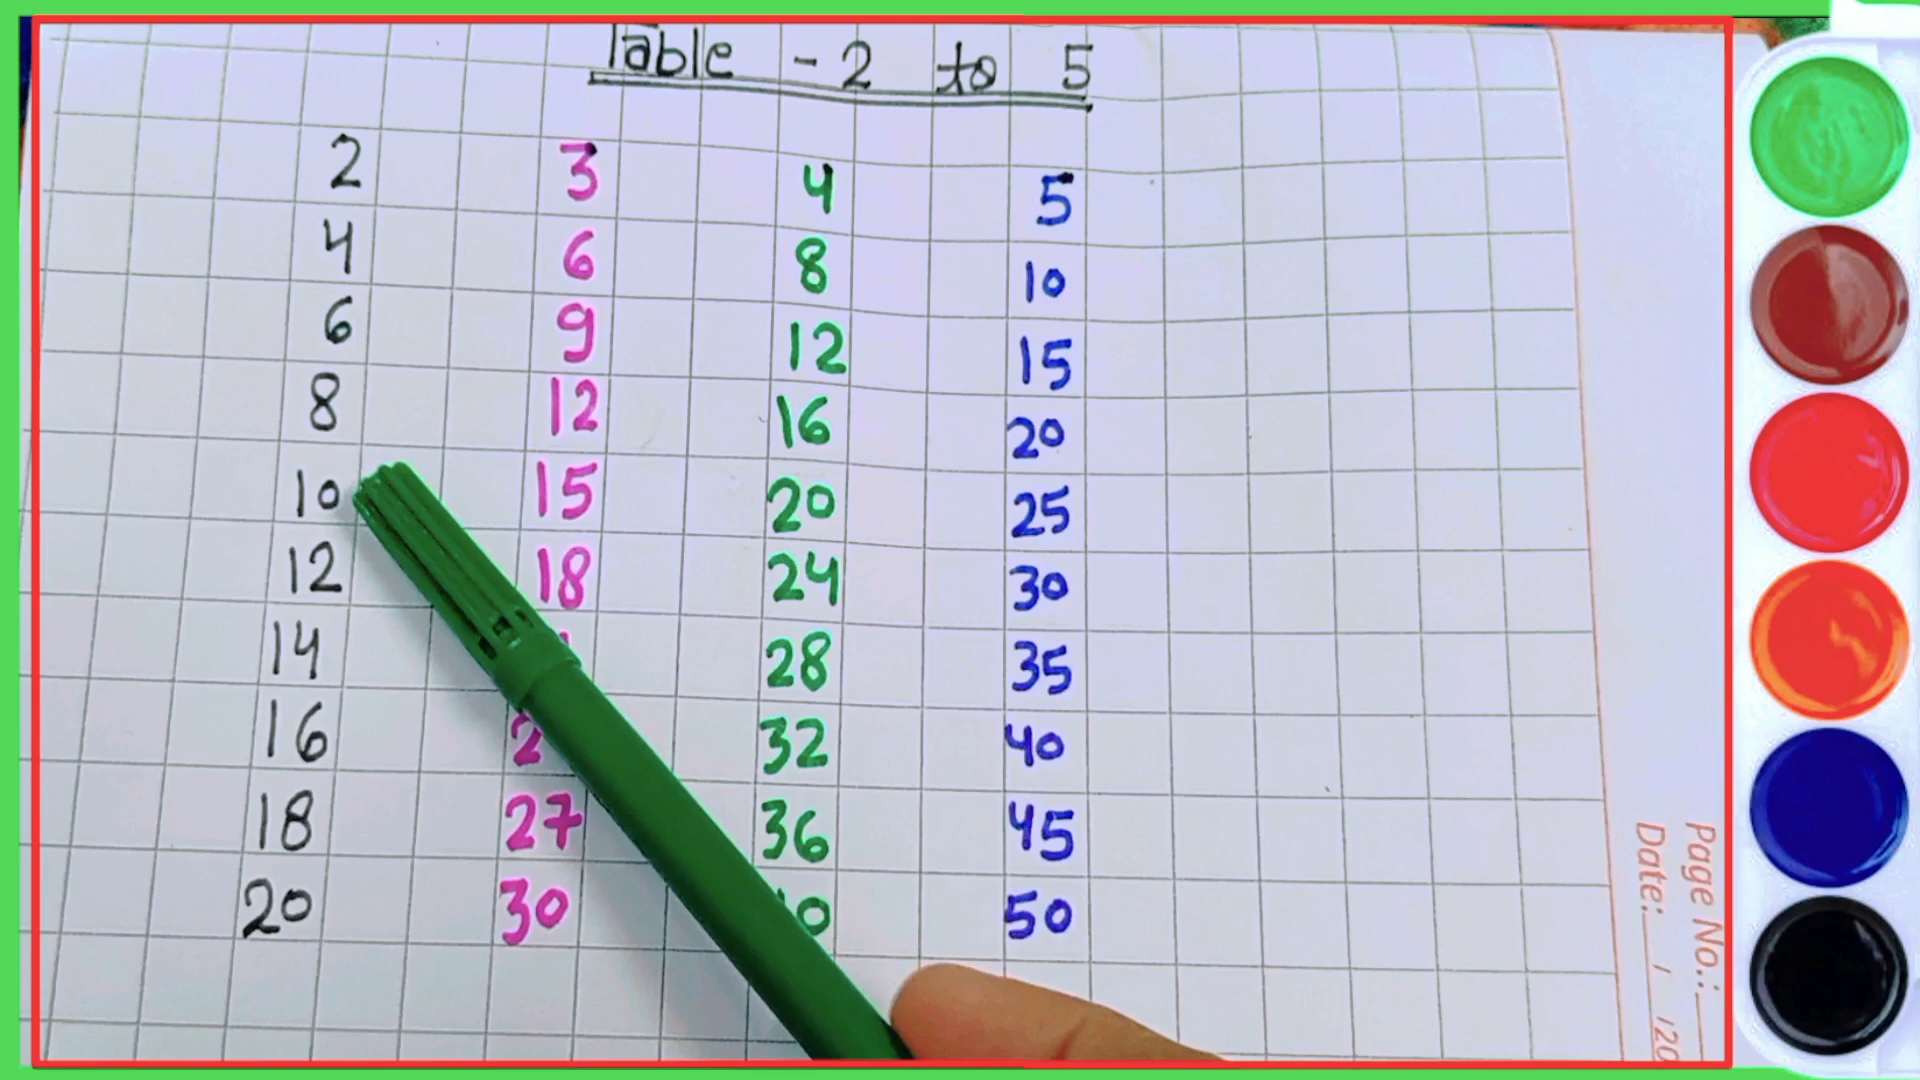 Table - 2 to 5
2 3 4 5
4 6 8 10
6 9 12 15
8 12 16 20
10 15 20 25
12 18 24 30
14 28 35
16 32 40
18 27 36 45
20 30 50
Page No.:
Date: / /20